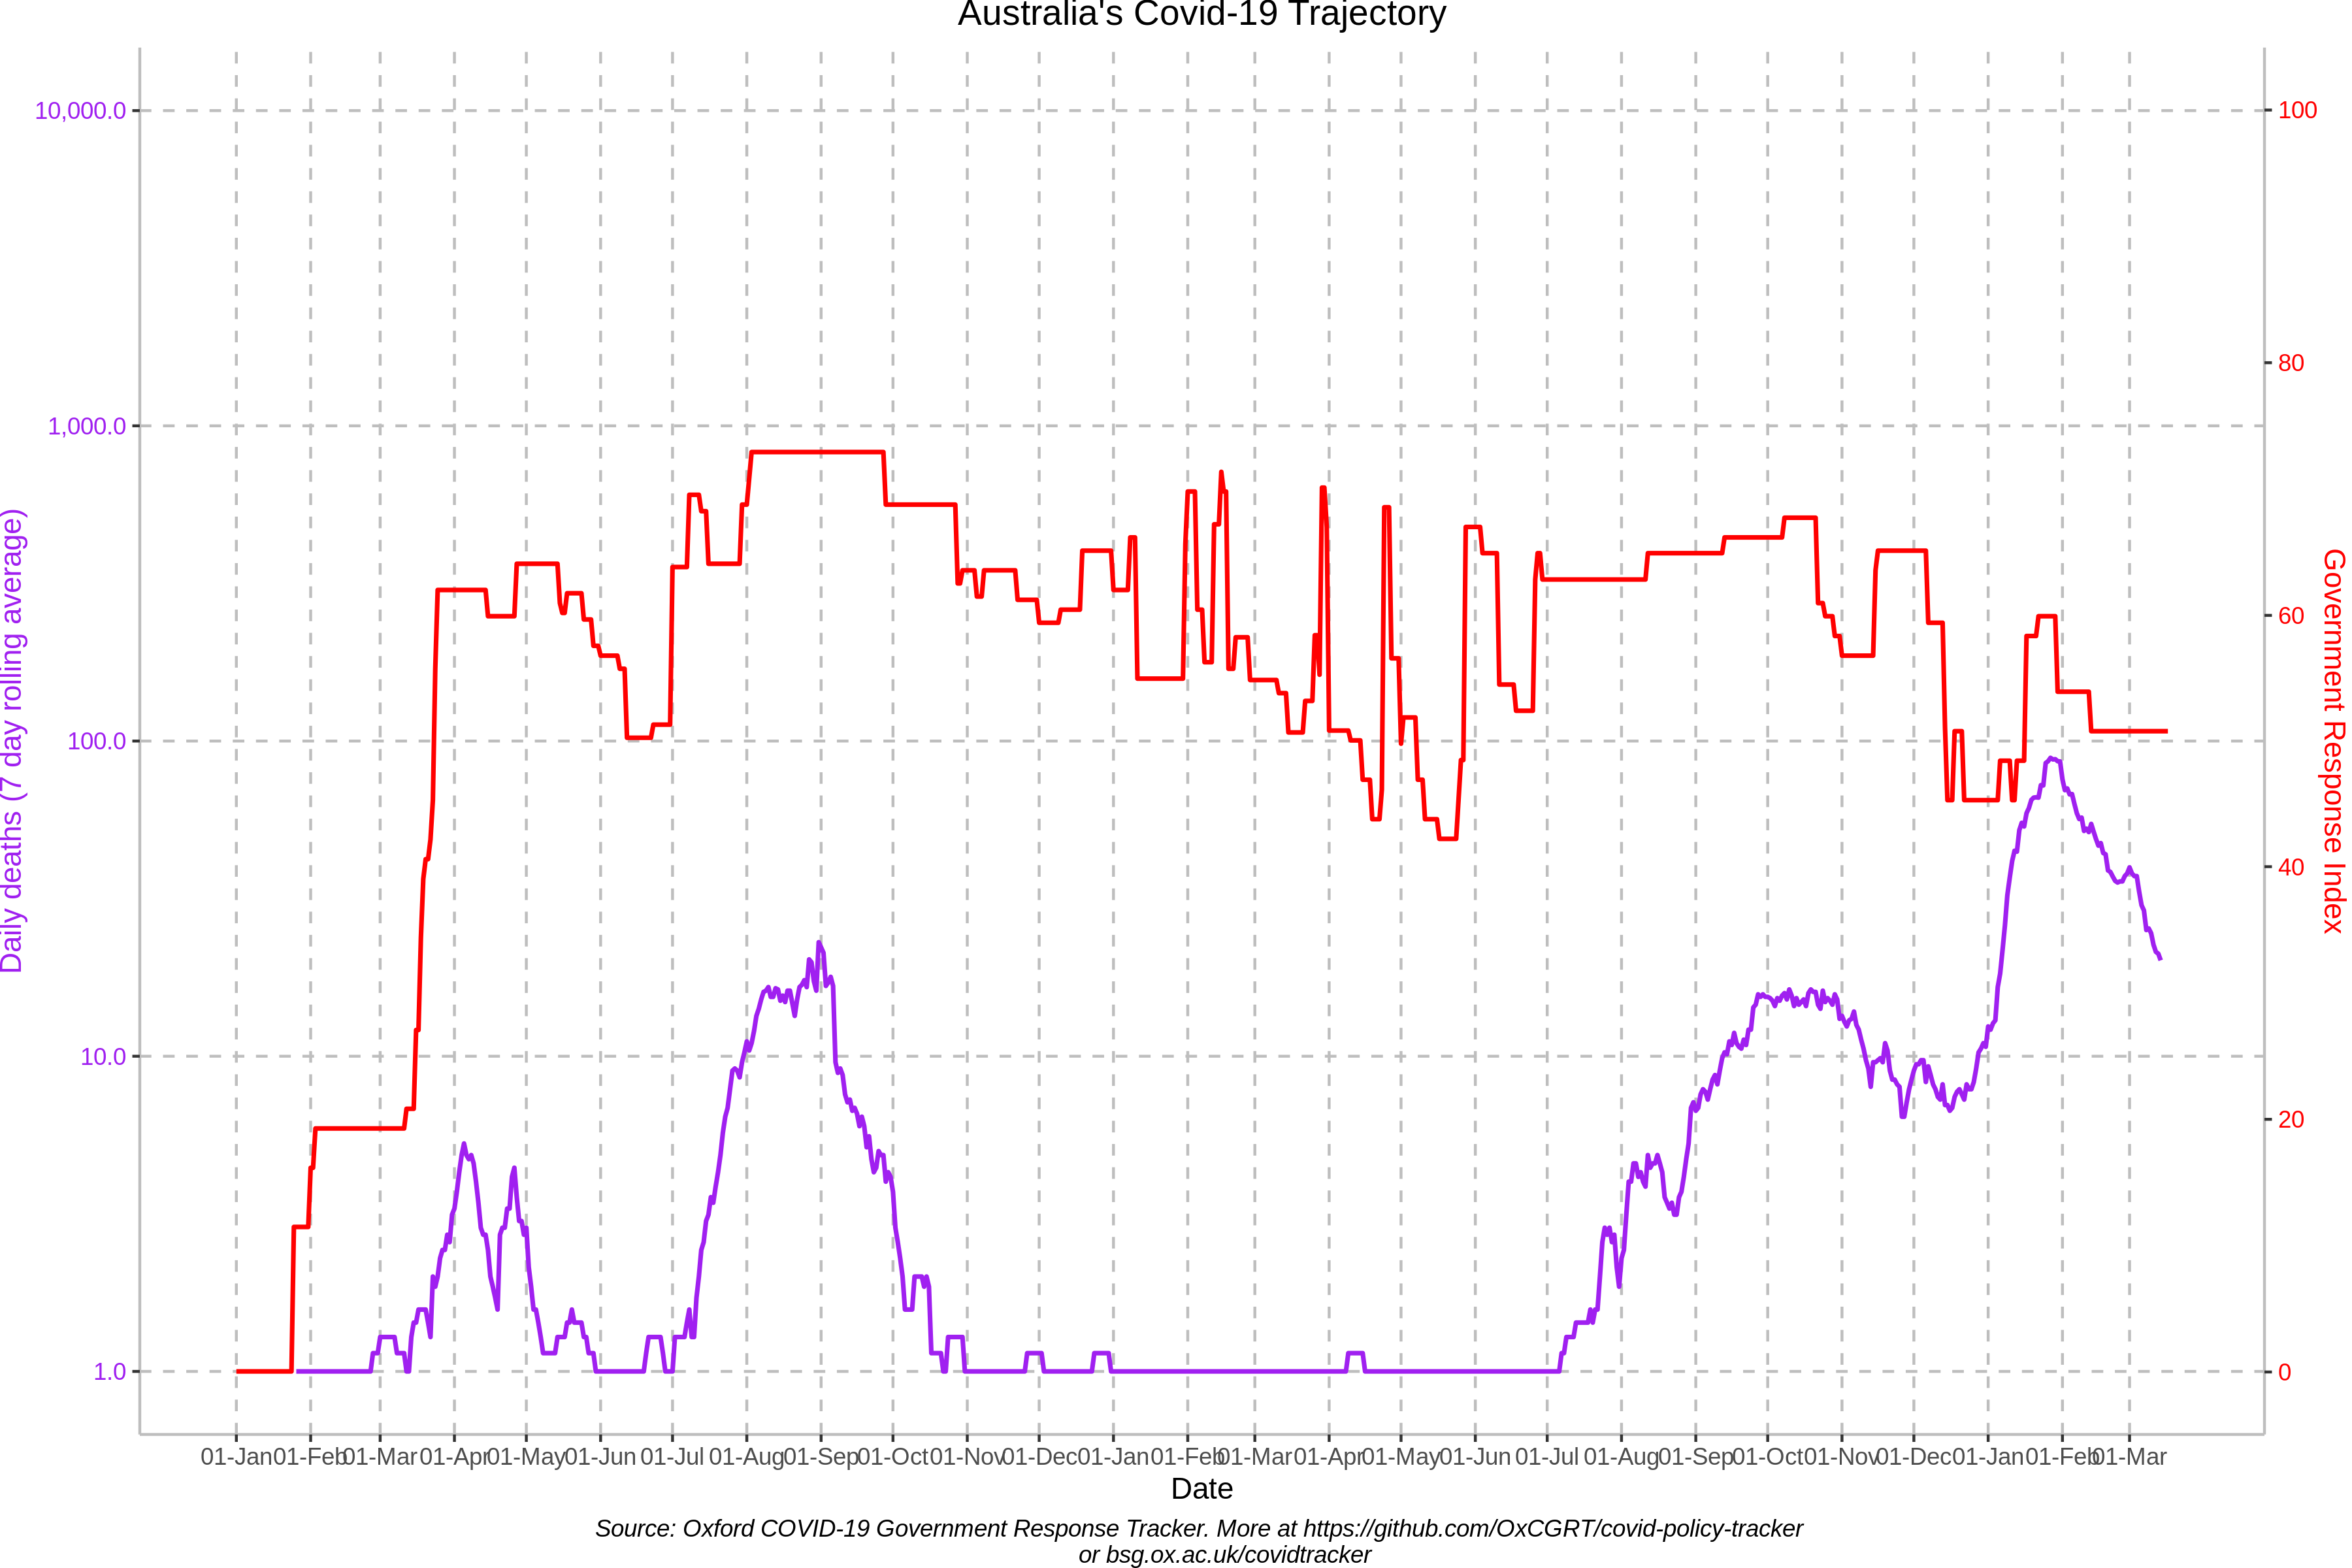 Australia's Covid-19 Trajectory
10,000.0
1,000.0
100.0
10.0
1.0
Daily deaths (7 day rolling average)
100
80
60
40
20
0
Government Response Index
01-Jan 01-Feb 01-Mar 01-Apr 01-May 01-Jun 01-Jul 01-Aug 01-Sep 01-Oct 01-Nov 01-Dec 01-Jan 01-Feb 01-Mar 01-Apr 01-May 01-Jun 01-Jul 01-Aug 01-Sep 01-Oct 01-Nov 01-Dec 01-Jan 01-Feb 01-Mar
Date
Source: Oxford COVID-19 Government Response Tracker. More at https://github.com/OxCGRT/covid-policy-tracker
or bsg.ox.ac.uk/covidtracker